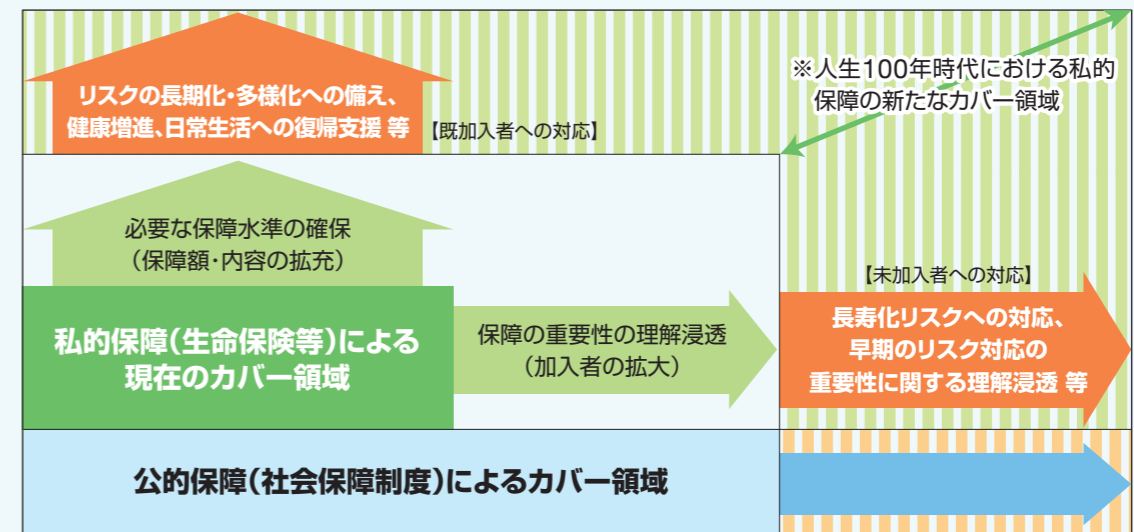 リスクの長期化・多様化への備え、
健康増進、日常生活への復帰支援 等
【既加入者への対応】
※人生100年時代における私的
保障の新たなカバー領域
必要な保障水準の確保
（保障額・内容の拡充）
【未加入者への対応】
私的保障（生命保険等）による
現在のカバー領域
保障の重要性の理解浸透
（加入者の拡大）
長寿化リスクへの対応、
早期のリスク対応の
重要性に関する理解浸透 等
公的保障（社会保障制度）によるカバー領域